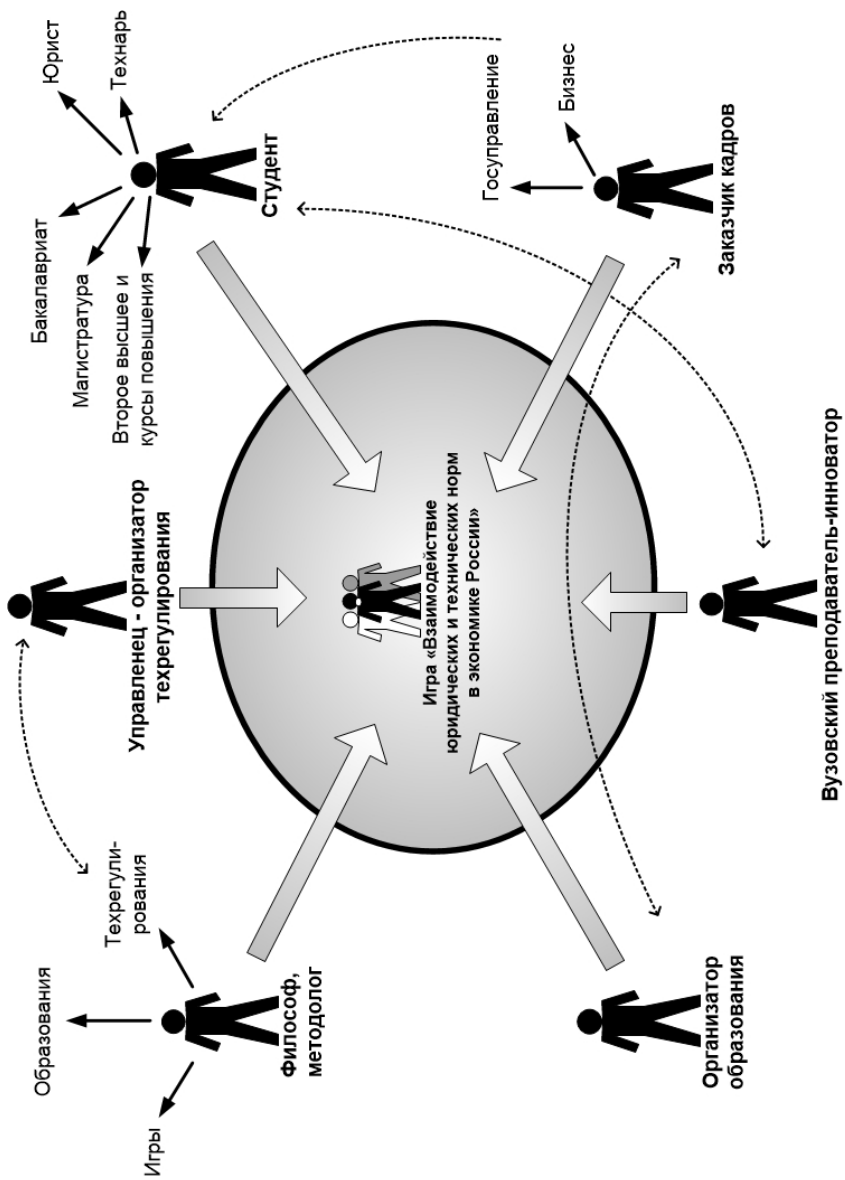 Образования
Игры
Техрегули-
рования
Философ,
методолог
Управленец - организатор
техрегулирования
Бакалавриат
Магистратура
Второе высшее и
курсы повышения
Юрист
Технарь
Студент
Игра «Взаимодействие
юридических и технических норм
в экономике России»
Организатор
образования
Вузовский преподаватель-инноватор
Госуправление
Бизнес
Заказчик кадров